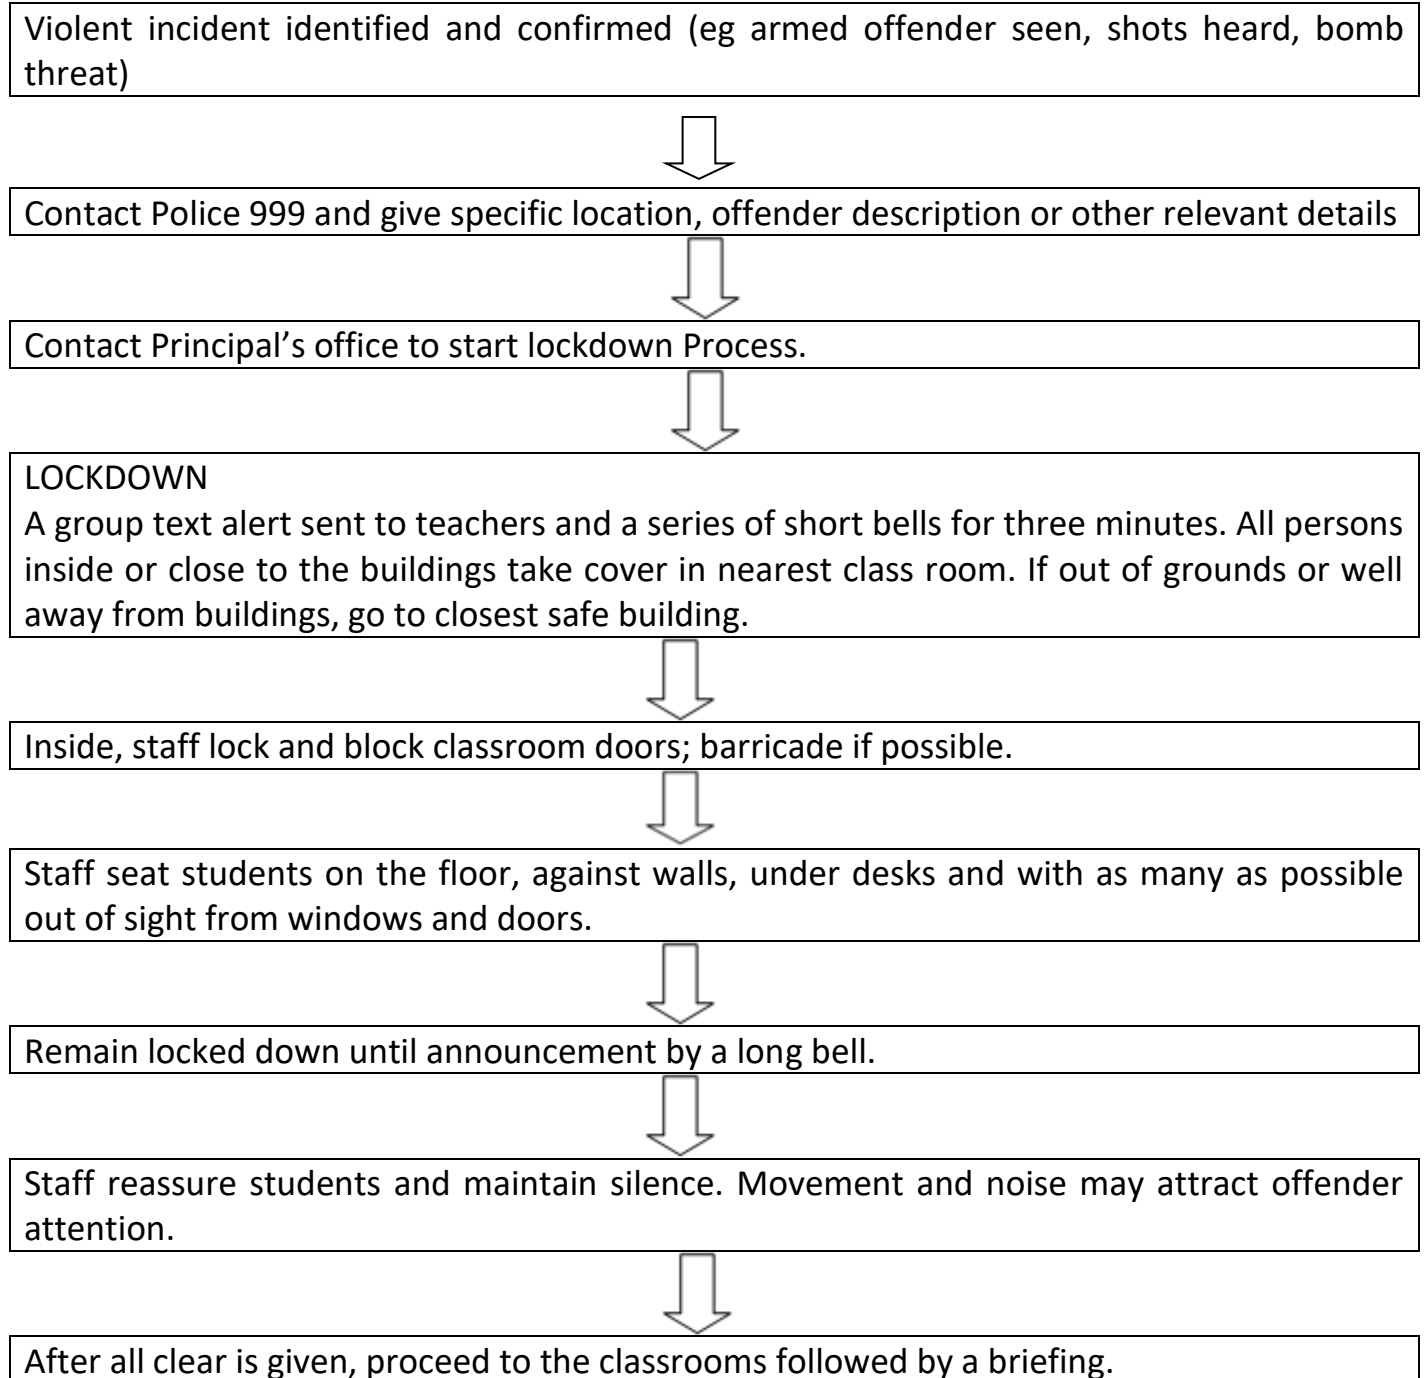 Violent incident identified and confirmed (eg armed offender seen, shots heard, bomb
threat)
Contact Police 999 and give specific location, offender description or other relevant details
Contact Principal’s office to start lockdown Process.
LOCKDOWN
A group text alert sent to teachers and a series of short bells for three minutes. All persons
inside or close to the buildings take cover in nearest class room. If out of grounds or well
away from buildings, go to closest safe building.
Inside, staff lock and block classroom doors; barricade if possible.
Staff seat students on the floor, against walls, under desks and with as many as possible
out of sight from windows and doors.
Remain locked down until announcement by a long bell.
Staff reassure students and maintain silence. Movement and noise may attract offender
attention.
After all clear is given, proceed to the classrooms followed by a briefing.